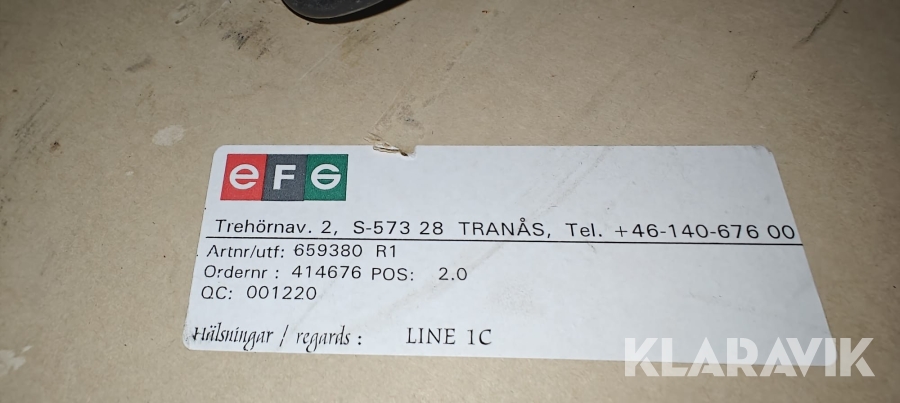 eFG
Trehörnav. 2, S-573 28 TRANÅS, Tel. +46-140-676 00
Artnr/utf: 659380 R1
Ordernr : 414676 POS: 2.0
QC: 001220
Hälsningar / regards : LINE 1C
KLARAVIK